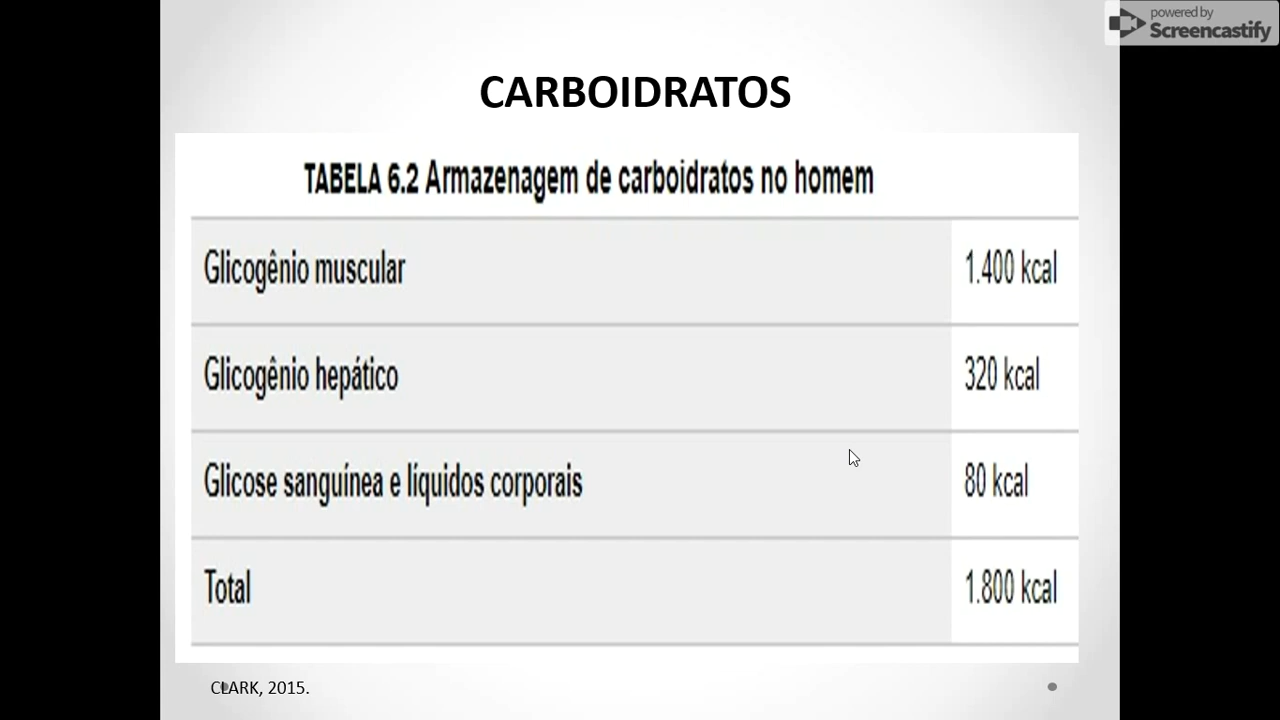 powered by
Screencastify
CARBOIDRATOS
TABELA 6.2 Armazenagem de carboidratos no homem
Glicogênio muscular 1.400 kcal
Glicogênio hepático 320 kcal
Glicose sanguínea e líquidos corporais 80 kcal
Total 1.800 kcal
CLARK, 2015.